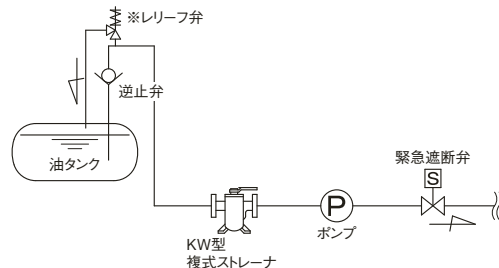 ※レリーフ弁
逆止弁
油タンク
緊急遮断弁
S
P
ポンプ
KW型
複式ストレーナ